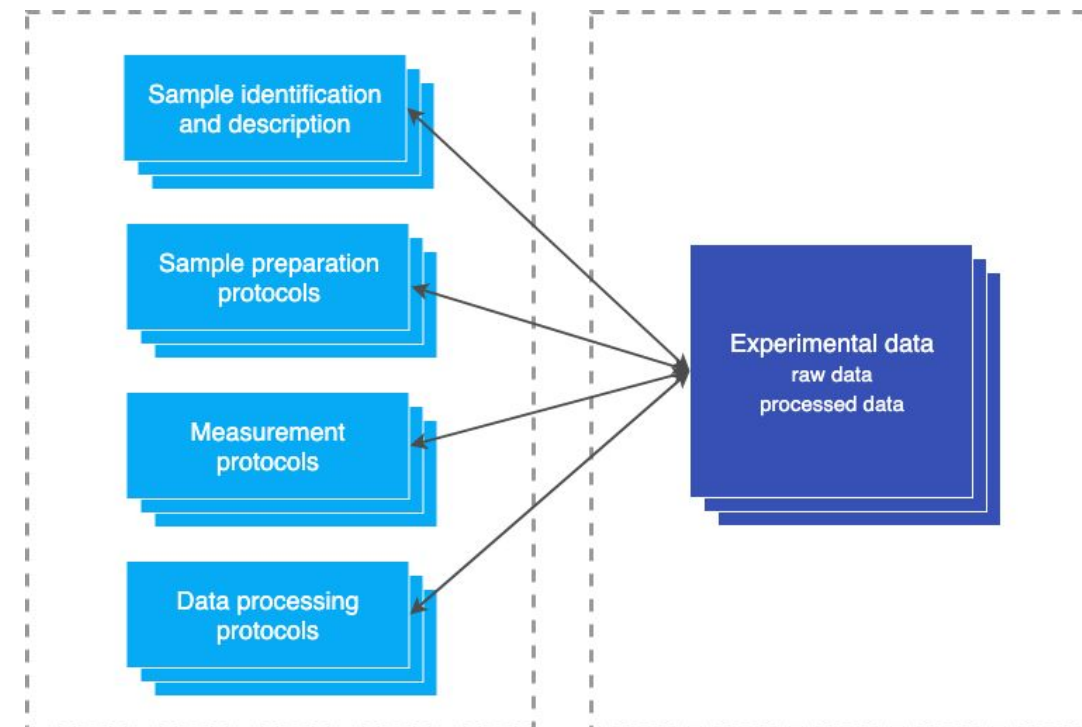 Sample identification
and description
Sample preparation
protocols
Measurement
protocols
Data processing
protocols
Experimental data
raw data
processed data